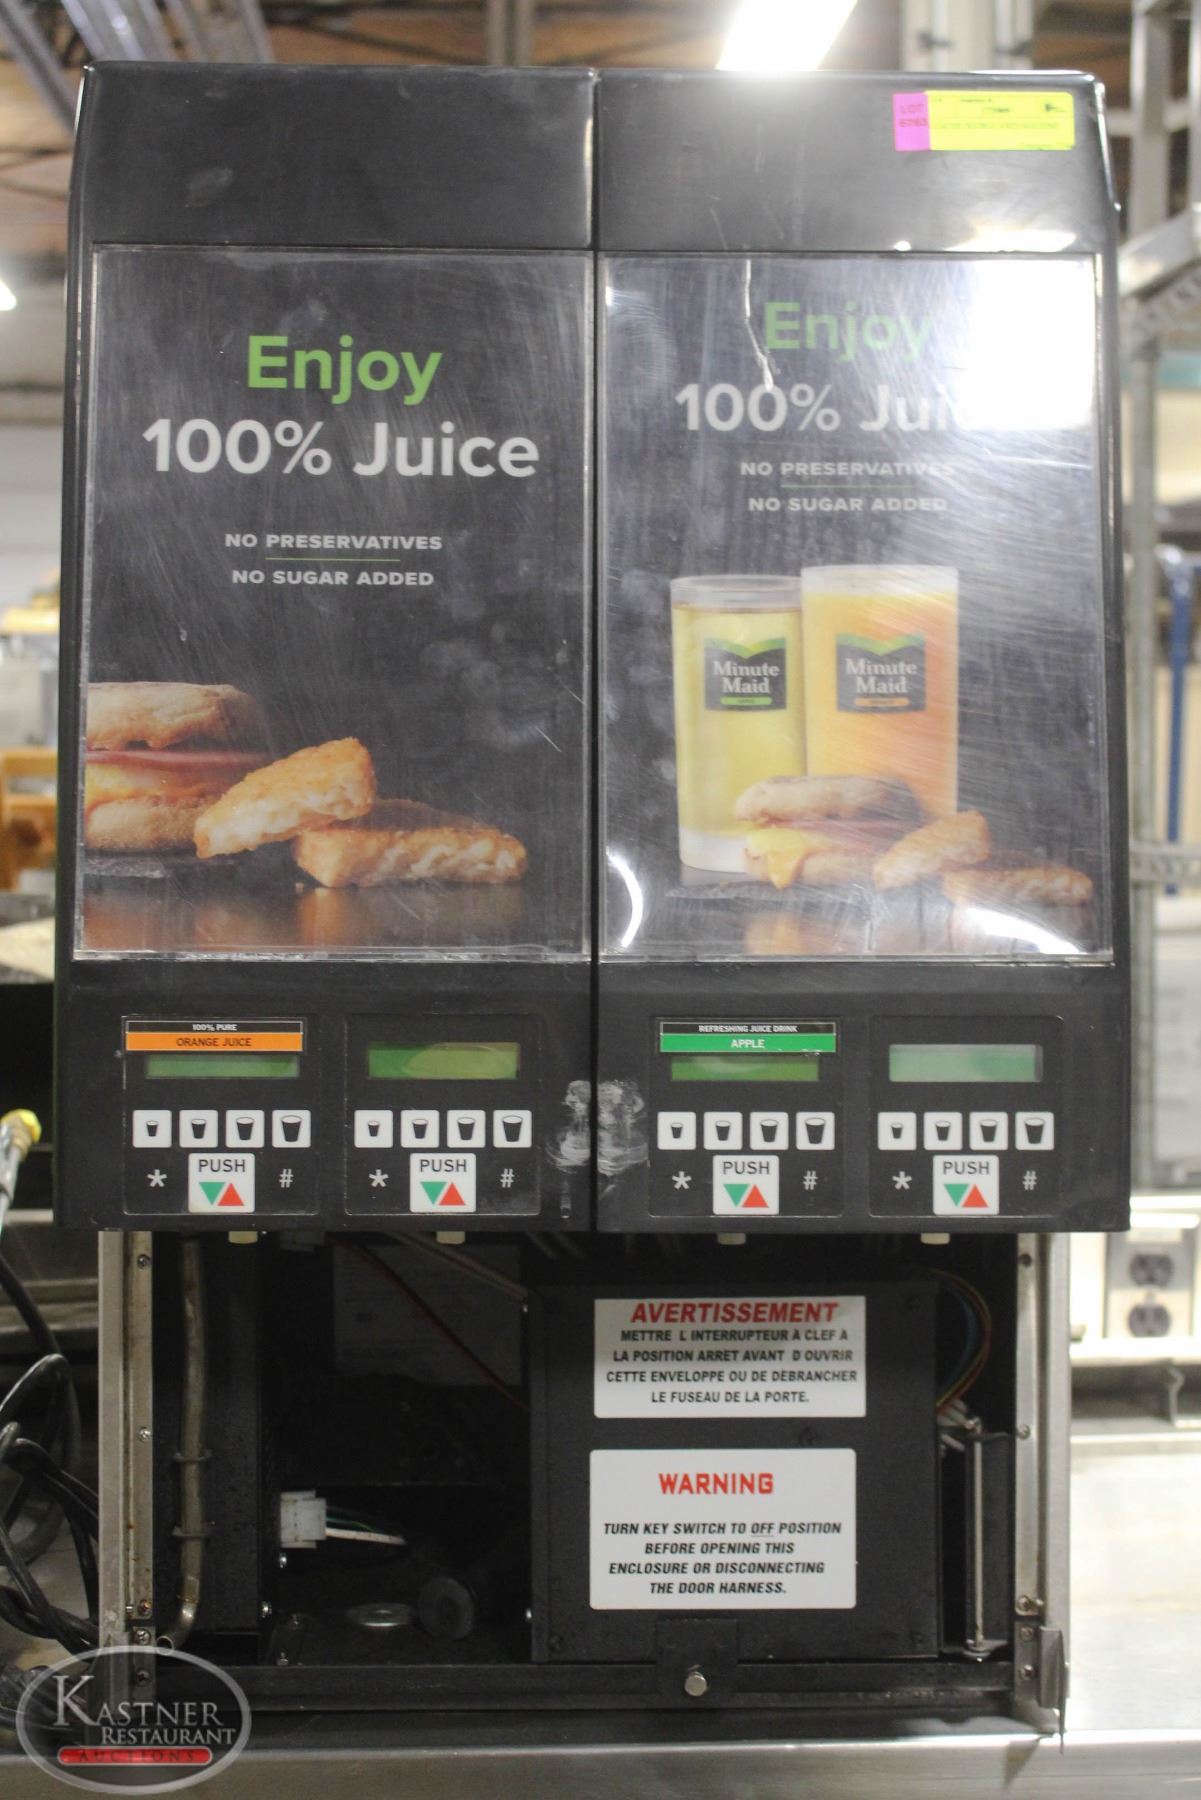 LOT
Enjoy
100% Juice
NO PRESERVATIVES
NO SUGAR ADDED
Enjoy
100%
NO PRESERVATIVES
NO SUGAR ADDED
Minute Maid
Minute Maid
100% PURE
ORANGE JUICE
REFRESHING JUICE DRINK
APPLE
* PUSH #
* PUSH #
* PUSH #
* PUSH #
AVERTISSEMENT
METTRE L INTERRUPTEUR À CLEF A
LA POSITION ARRET AVANT D OUVRIR
CETTE ENVELOPPE OU DE DEBRANCHER
LE FUSEAU DE LA PORTE.
WARNING
TURN KEY SWITCH TO OFF POSITION
BEFORE OPENING THIS
ENCLOSURE OR DISCONNECTING
THE DOOR HARNESS.
KASTNER
RESTAURANT
AUCTIONS